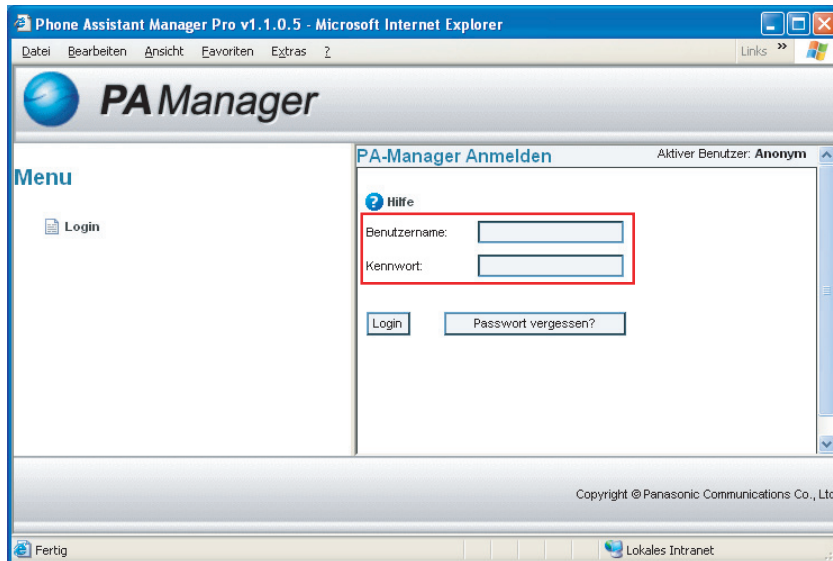 Phone Assistant Manager Pro v1.1.0.5 - Microsoft Internet Explorer
Datei Bearbeiten Ansicht Favoriten Extras ? Links »
PA Manager
Menu
Login
PA-Manager Anmelden Aktiver Benutzer: Anonym
? Hilfe
Benutzername:
Kennwort:
Login Passwort vergessen?
Copyright © Panasonic Communications Co., Ltd
Fertig Lokales Intranet